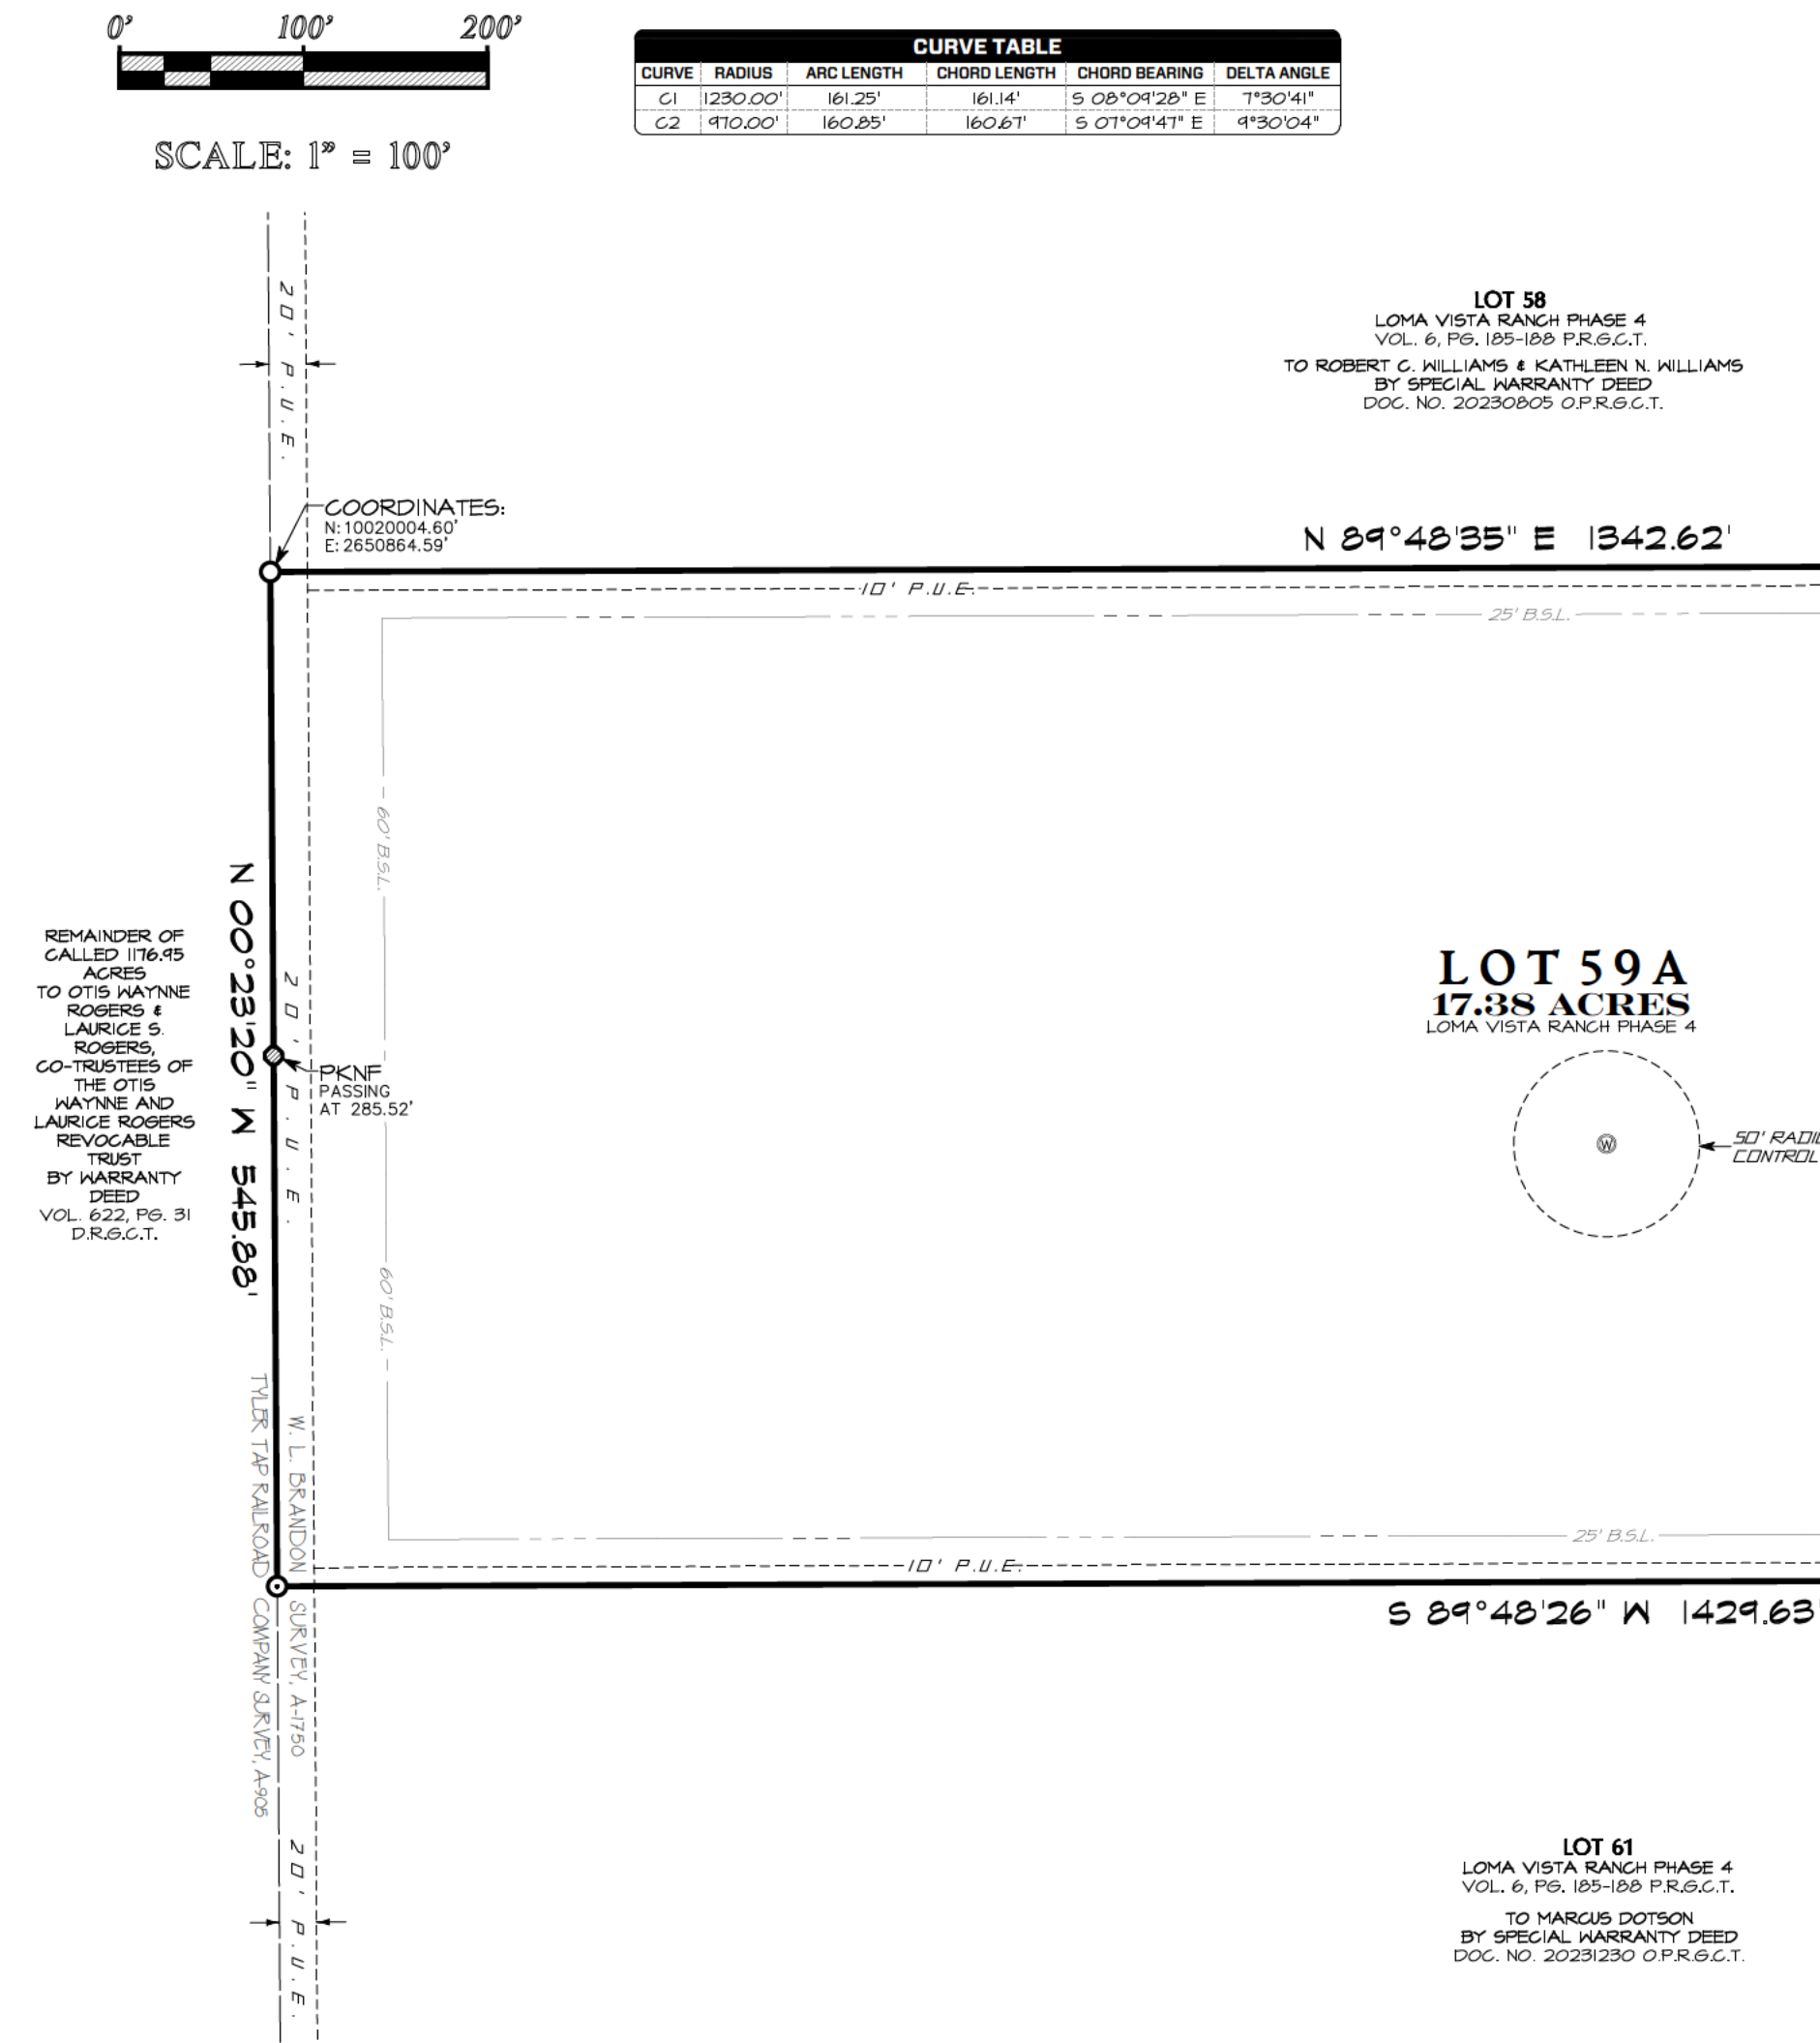 0' 100' 200'
SCALE: 1" = 100'
CURVE TABLE
CURVE RADIUS ARC LENGTH CHORD LENGTH CHORD BEARING DELTA ANGLE
C1 1230.00' 161.25' 161.14' S 08°09'28" E 7°30'41"
C2 970.00' 160.85' 160.67' S 07°09'47" E 9°30'04"
20' P.U.E.
LOT 58
LOMA VISTA RANCH PHASE 4
VOL. 6, PG. 185-188 P.R.G.C.T.
TO ROBERT C. WILLIAMS & KATHLEEN N. WILLIAMS
BY SPECIAL WARRANTY DEED
DOC. NO. 20230805 O.P.R.G.C.T.
COORDINATES:
N: 10020004.60'
E: 2650864.59'
N 89°48'35" E 1342.62'
10' P.U.E.
25' B.S.L.
60' B.S.L.
N 00°23'20" W 545.88'
REMAINDER OF
CALLED 1176.95
ACRES
TO OTIS WAYNNE
ROGERS &
LAURICE S.
ROGERS,
CO-TRUSTEES OF
THE OTIS
WAYNNE AND
LAURICE ROGERS
REVOCABLE
TRUST
BY WARRANTY
DEED
VOL. 622, PG. 31
D.R.G.C.T.
20' P.U.E.
PKNF
PASSING
AT 285.52'
LOT 59A
17.38 ACRES
LOMA VISTA RANCH PHASE 4
W
50' RADIU
CONTROL
60' B.S.L.
TYLER TAP RAILROAD COMPANY SURVEY, A-905
W. L. BRANDON SURVEY, A-1750
25' B.S.L.
10' P.U.E.
S 89°48'26" W 1429.63'
20' P.U.E.
LOT 61
LOMA VISTA RANCH PHASE 4
VOL. 6, PG. 185-188 P.R.G.C.T.
TO MARCUS DOTSON
BY SPECIAL WARRANTY DEED
DOC. NO. 20231230 O.P.R.G.C.T.